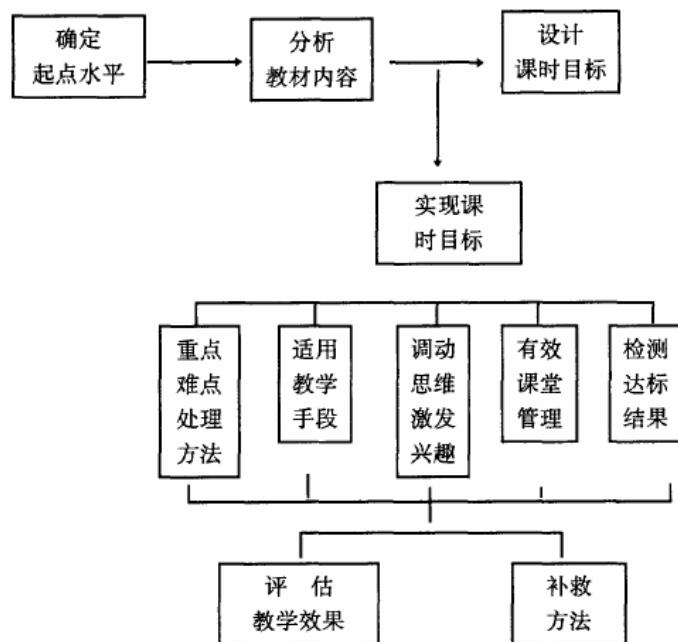 确定
起点水平
分析
教材内容
设计
课时目标
实现课
时目标
重点
难点
处理
方法
适用
教学
手段
调动
思维
激发
兴趣
有效
课堂
管理
检测
达标
结果
评 估
教学效果
补救
方法